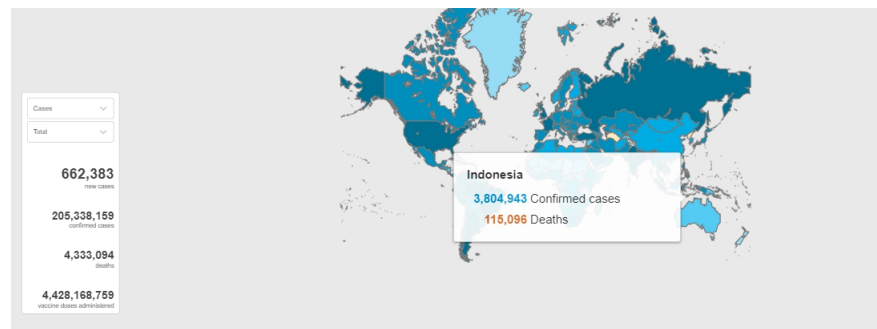 Cases
Total
662,383
new cases
205,338,159
confirmed cases
4,333,094
deaths
4,428,168,759
vaccine doses administered
Indonesia
3,804,943 Confirmed cases
115,096 Deaths